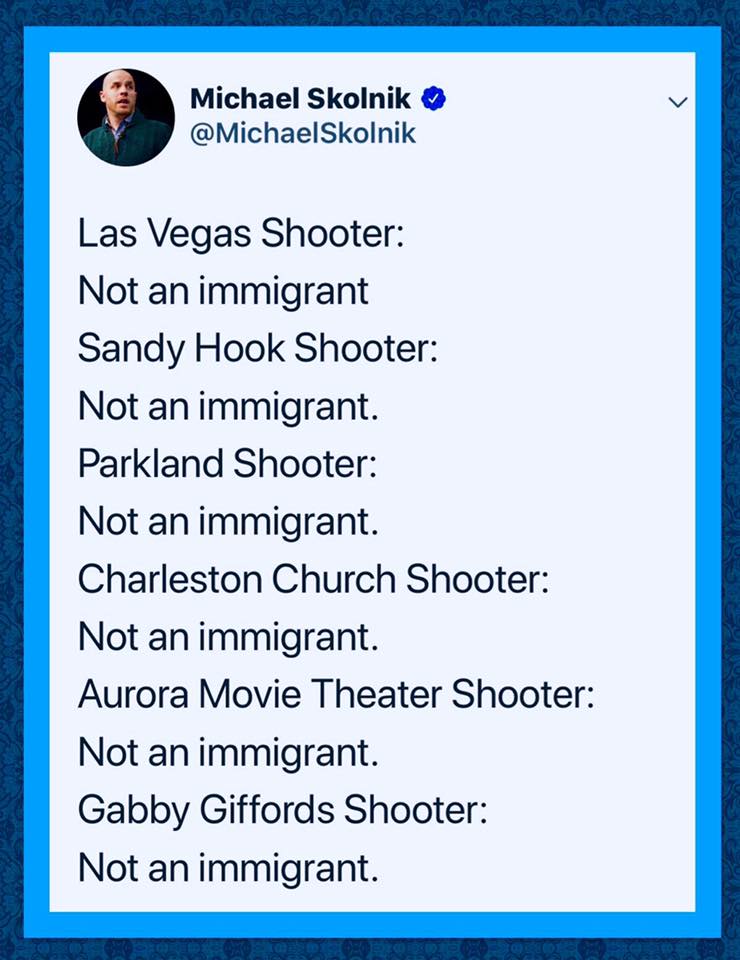 Michael Skolnik
@MichaelSkolnik
Las Vegas Shooter:
Not an immigrant
Sandy Hook Shooter:
Not an immigrant.
Parkland Shooter:
Not an immigrant.
Charleston Church Shooter:
Not an immigrant.
Aurora Movie Theater Shooter:
Not an immigrant.
Gabby Giffords Shooter:
Not an immigrant.